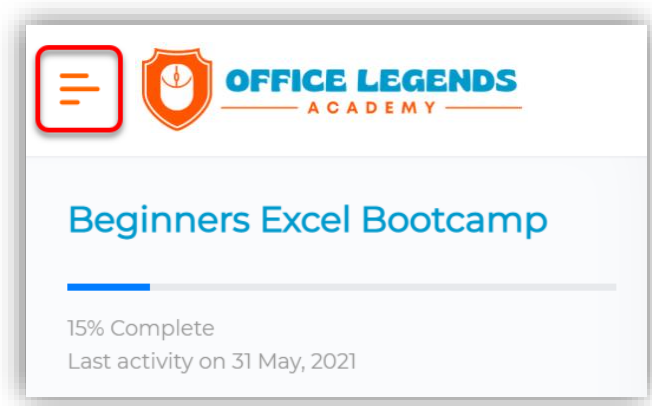 OFFICE LEGENDS
ACADEMY
Beginners Excel Bootcamp
15% Complete
Last activity on 31 May, 2021